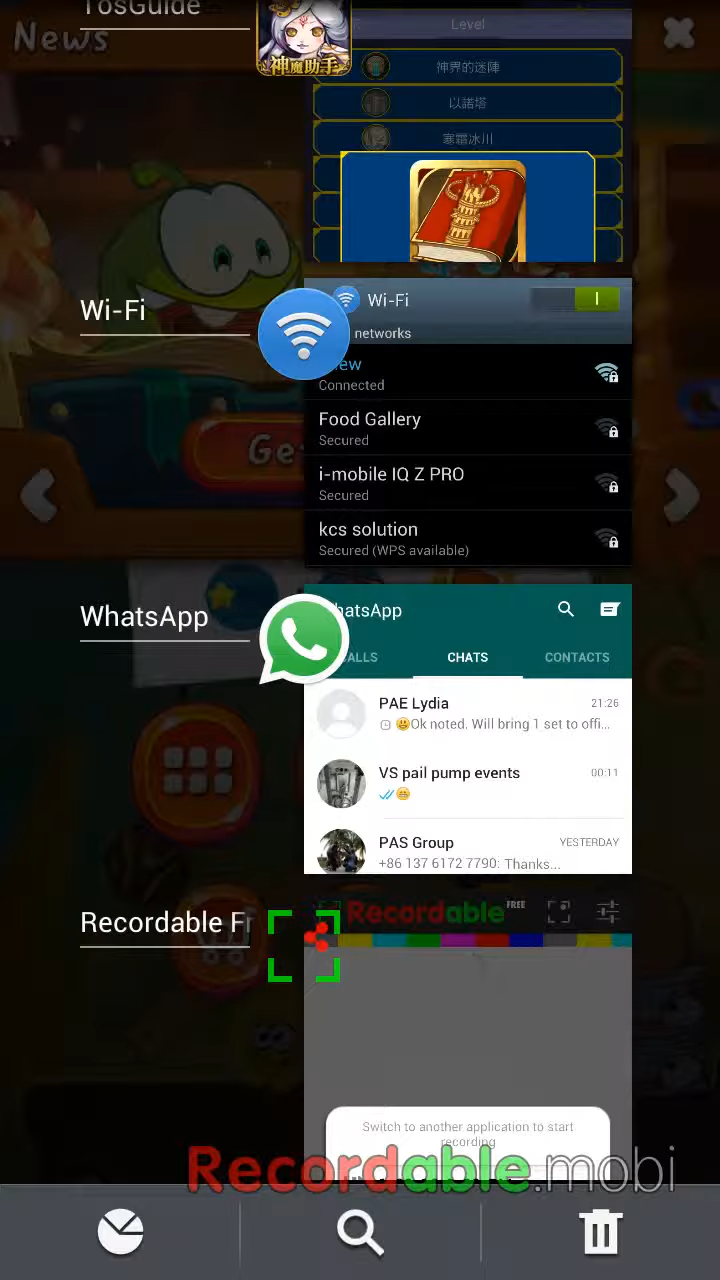 TosGuide
News
Level
神魔助手
神界的迷陣
以諾塔
寒霜冰川
Wi-Fi
Wi-Fi
networks
Connected
Food Gallery
Secured
i-mobile IQ Z PRO
Secured
kcs solution
Secured (WPS available)
Ge
WhatsApp
hatsApp
CALLS
CHATS
CONTACTS
PAE Lydia
21:26
😃Ok noted. Will bring 1 set to offi...
VS pail pump events
00:11
😁
PAS Group
YESTERDAY
+86 137 6172 7790: Thanks...
Recordable Fr
Recordable FREE
Switch to another application to start
recording
Recordable.mobi